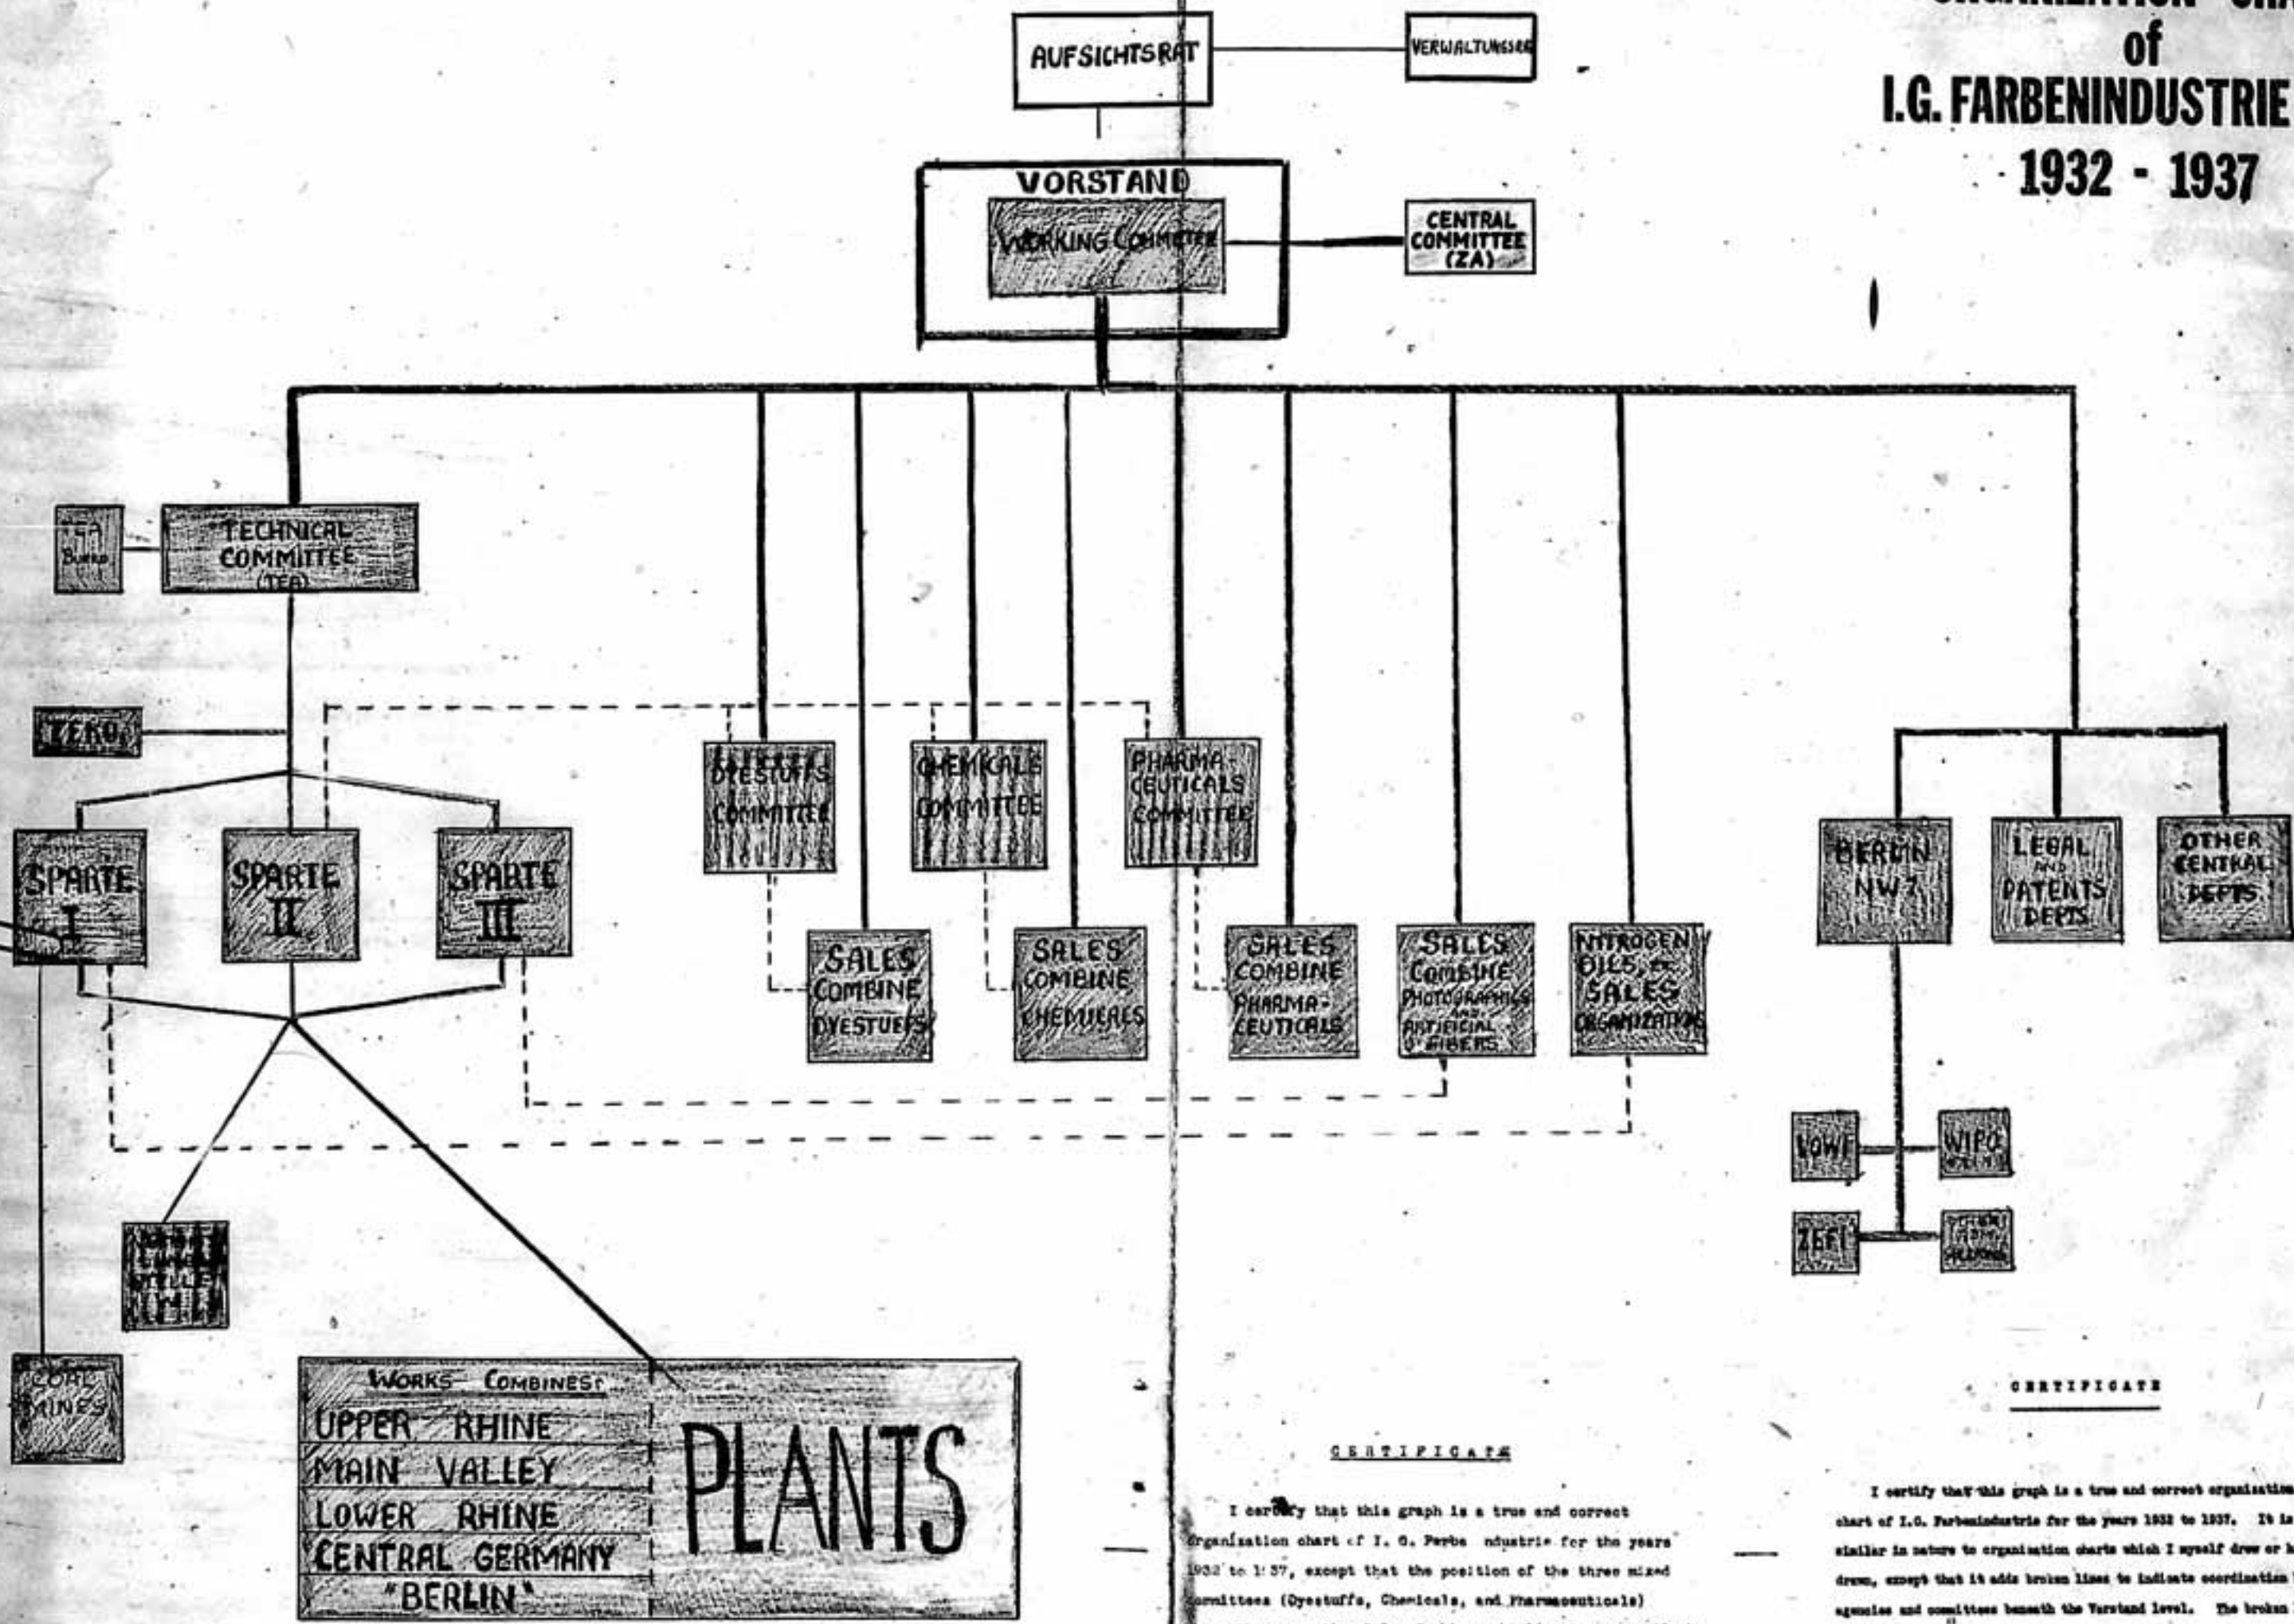 of
I.G. FARBENINDUSTRIE
1932 - 1937
AUFSICHTSRAT
VORSTAND
WORKING COMMITEE
CENTRAL
COMMITTEE
(ZA)
TEA
TECHNICAL
COMMITTEE
(TEA)
ZEKO
SPARTE
I
SPARTE
II
SPARTE
III
DYESTUFFS
COMMITTEE
CHEMICALS
COMMITTEE
PHARMA-
CEUTICALS
COMMITTEE
SALES
COMBINE
DYESTUFFS
SALES
COMBINE
CHEMICALS
SALES
COMBINE
PHARMA-
CEUTICALS
SALES
COMBINE
PHOTOGRAPHICS
AND
ARTIFICIAL
FIBERS
NITROGEN
OILS, &c
SALES
ORGANIZATIONS
BERLIN
NW7
LEGAL
AND
PATENTS
DEPTS
OTHER
CENTRAL
DEPTS
VOWI
WIPO
ZEFI
COAL
MINES
WORKS COMBINES:
UPPER RHINE
MAIN VALLEY
LOWER RHINE
CENTRAL GERMANY
"BERLIN"
PLANTS
CERTIFICATE
I certify that this graph is a true and correct
organization chart of I. G. Farbe ndustrie for the years
1932 to 1937, except that the position of the three mixed
committees (Dyestuffs, Chemicals, and Pharmaceuticals)
CERTIFICATE
I certify that this graph is a true and correct organization
chart of I.G. Farbenindustrie for the years 1932 to 1937. It is
similar in nature to organization charts which I myself drew or
drawn, except that it adds broken lines to indicate coordination
agencies and committees beneath the Vorstand level. The broken